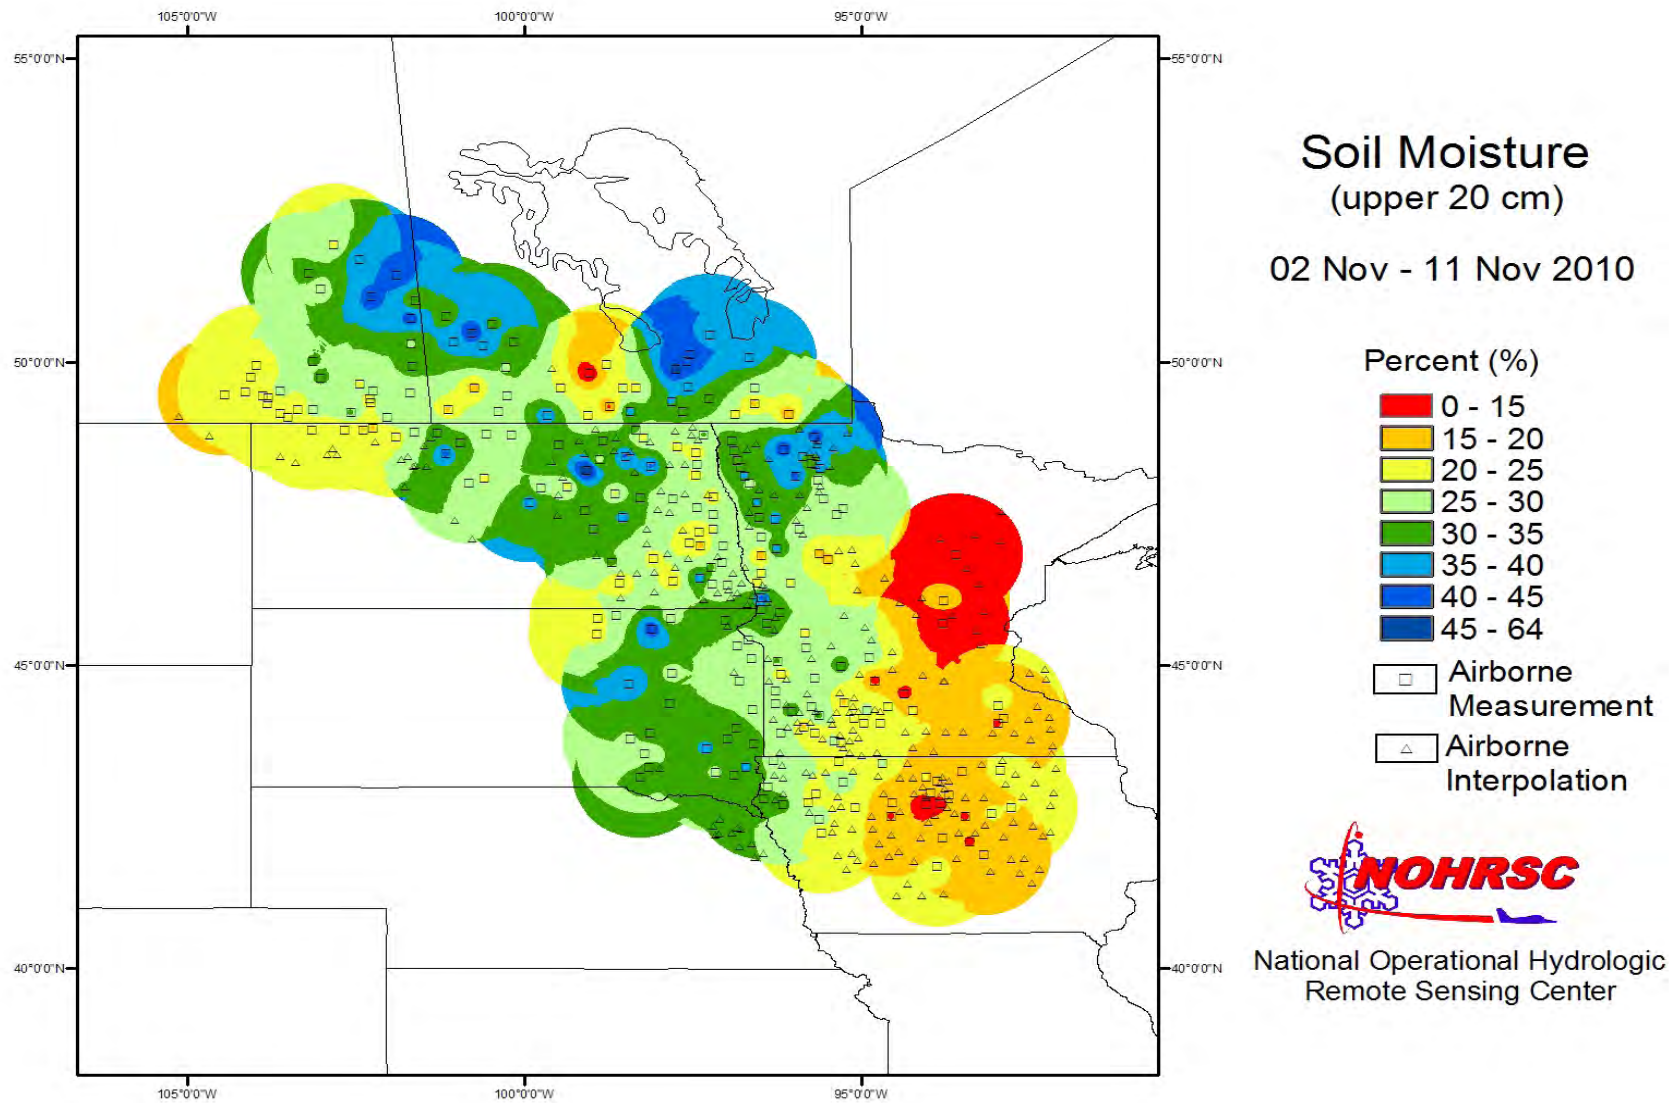 105°0'0"W 100°0'0"W 95°0'0"W
55°0'0"N 55°0'0"N
50°0'0"N 50°0'0"N
45°0'0"N 45°0'0"N
40°0'0"N 40°0'0"N
105°0'0"W 100°0'0"W 95°0'0"W
Soil Moisture
(upper 20 cm)
02 Nov - 11 Nov 2010
Percent (%)
0 - 15
15 - 20
20 - 25
25 - 30
30 - 35
35 - 40
40 - 45
45 - 64
Airborne
Measurement
Airborne
Interpolation
NOHRSC
National Operational Hydrologic
Remote Sensing Center